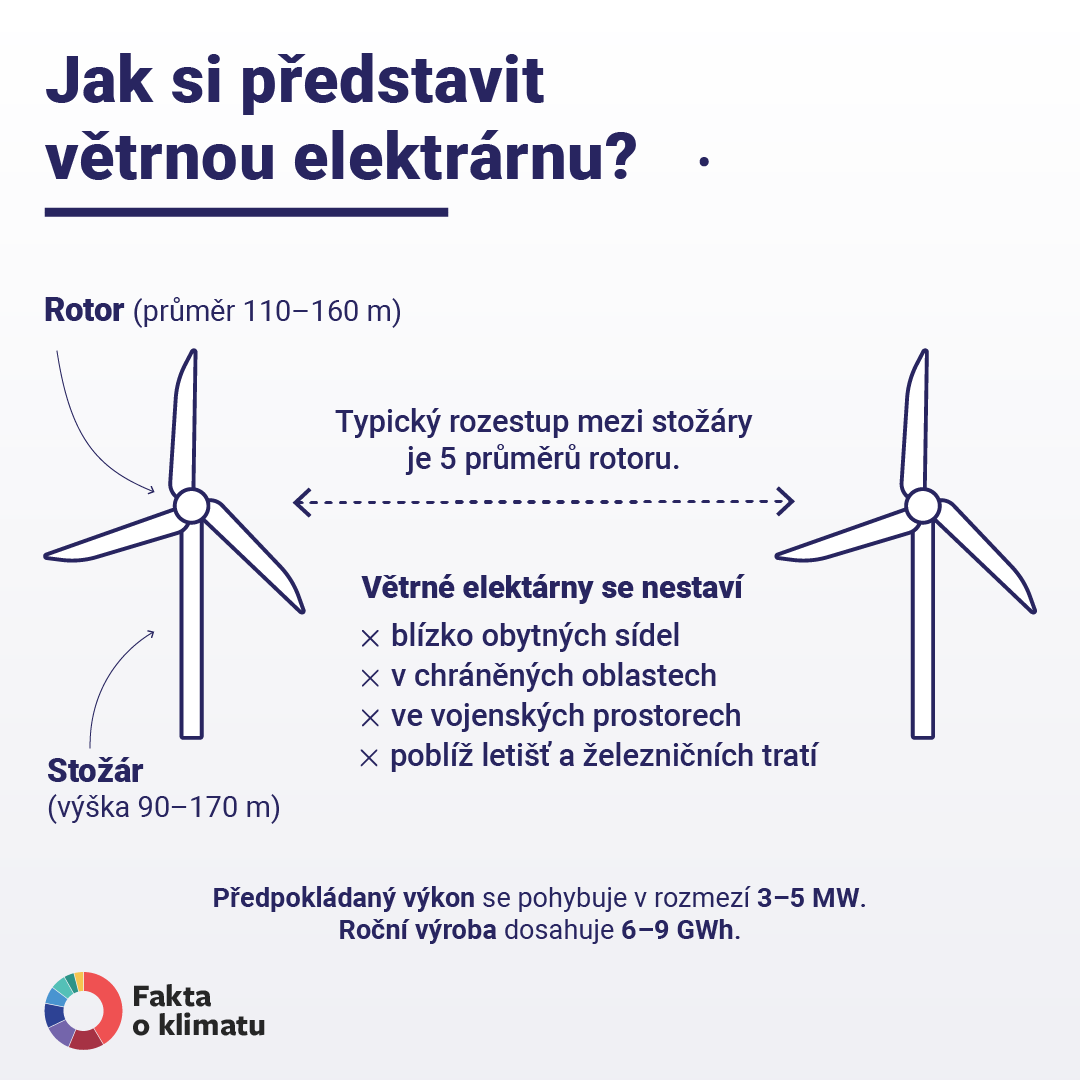 Jak si představit
větrnou elektrárnu?
Rotor (průměr 110–160 m)
Typický rozestup mezi stožáry
je 5 průměrů rotoru.
Větrné elektárny se nestaví
× blízko obytných sídel
× v chráněných oblastech
× ve vojenských prostorech
× poblíž letišť a železničních tratí
Stožár
(výška 90–170 m)
Předpokládaný výkon se pohybuje v rozmezí 3–5 MW.
Roční výroba dosahuje 6–9 GWh.
Fakta
o klimatu